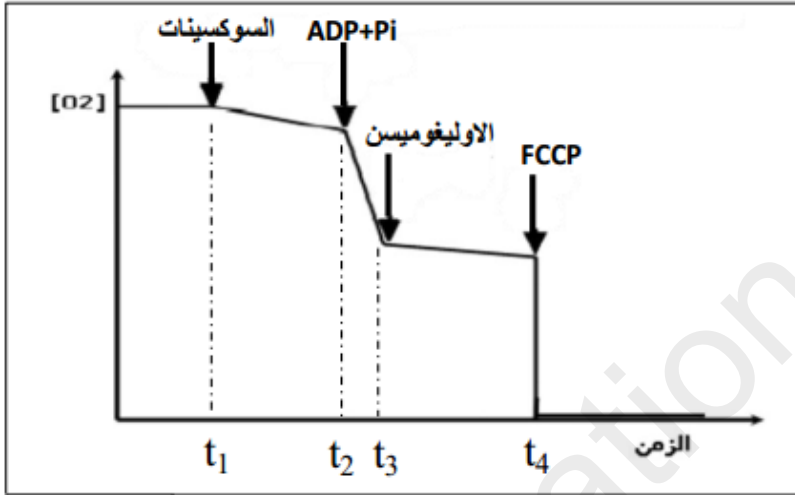 السوكسينات
ADP+Pi
[O2]
الاوليغوميسن
FCCP
t1 t2 t3 t4
الزمن